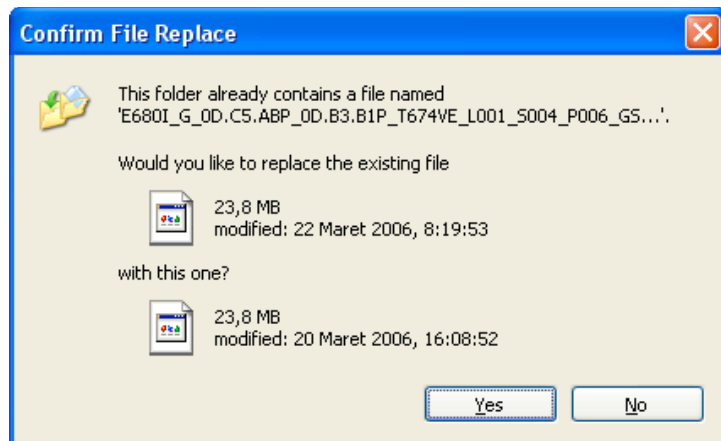 Confirm File Replace
This folder already contains a file named
'E680I_G_0D.C5.ABP_0D.B3.B1P_T674VE_L001_S004_P006_GS...'.
Would you like to replace the existing file
23,8 MB
modified: 22 Maret 2006, 8:19:53
with this one?
23,8 MB
modified: 20 Maret 2006, 16:08:52
Yes
No